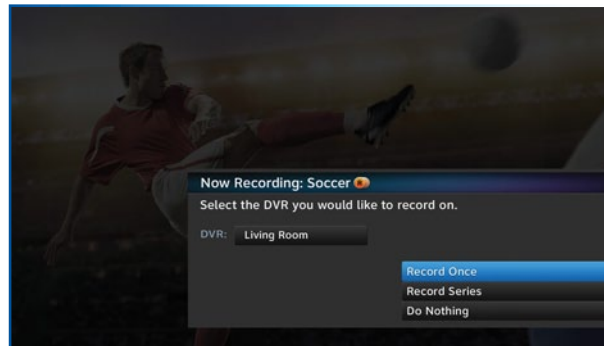 Now Recording: Soccer
Select the DVR you would like to record on.
DVR: Living Room
Record Once
Record Series
Do Nothing